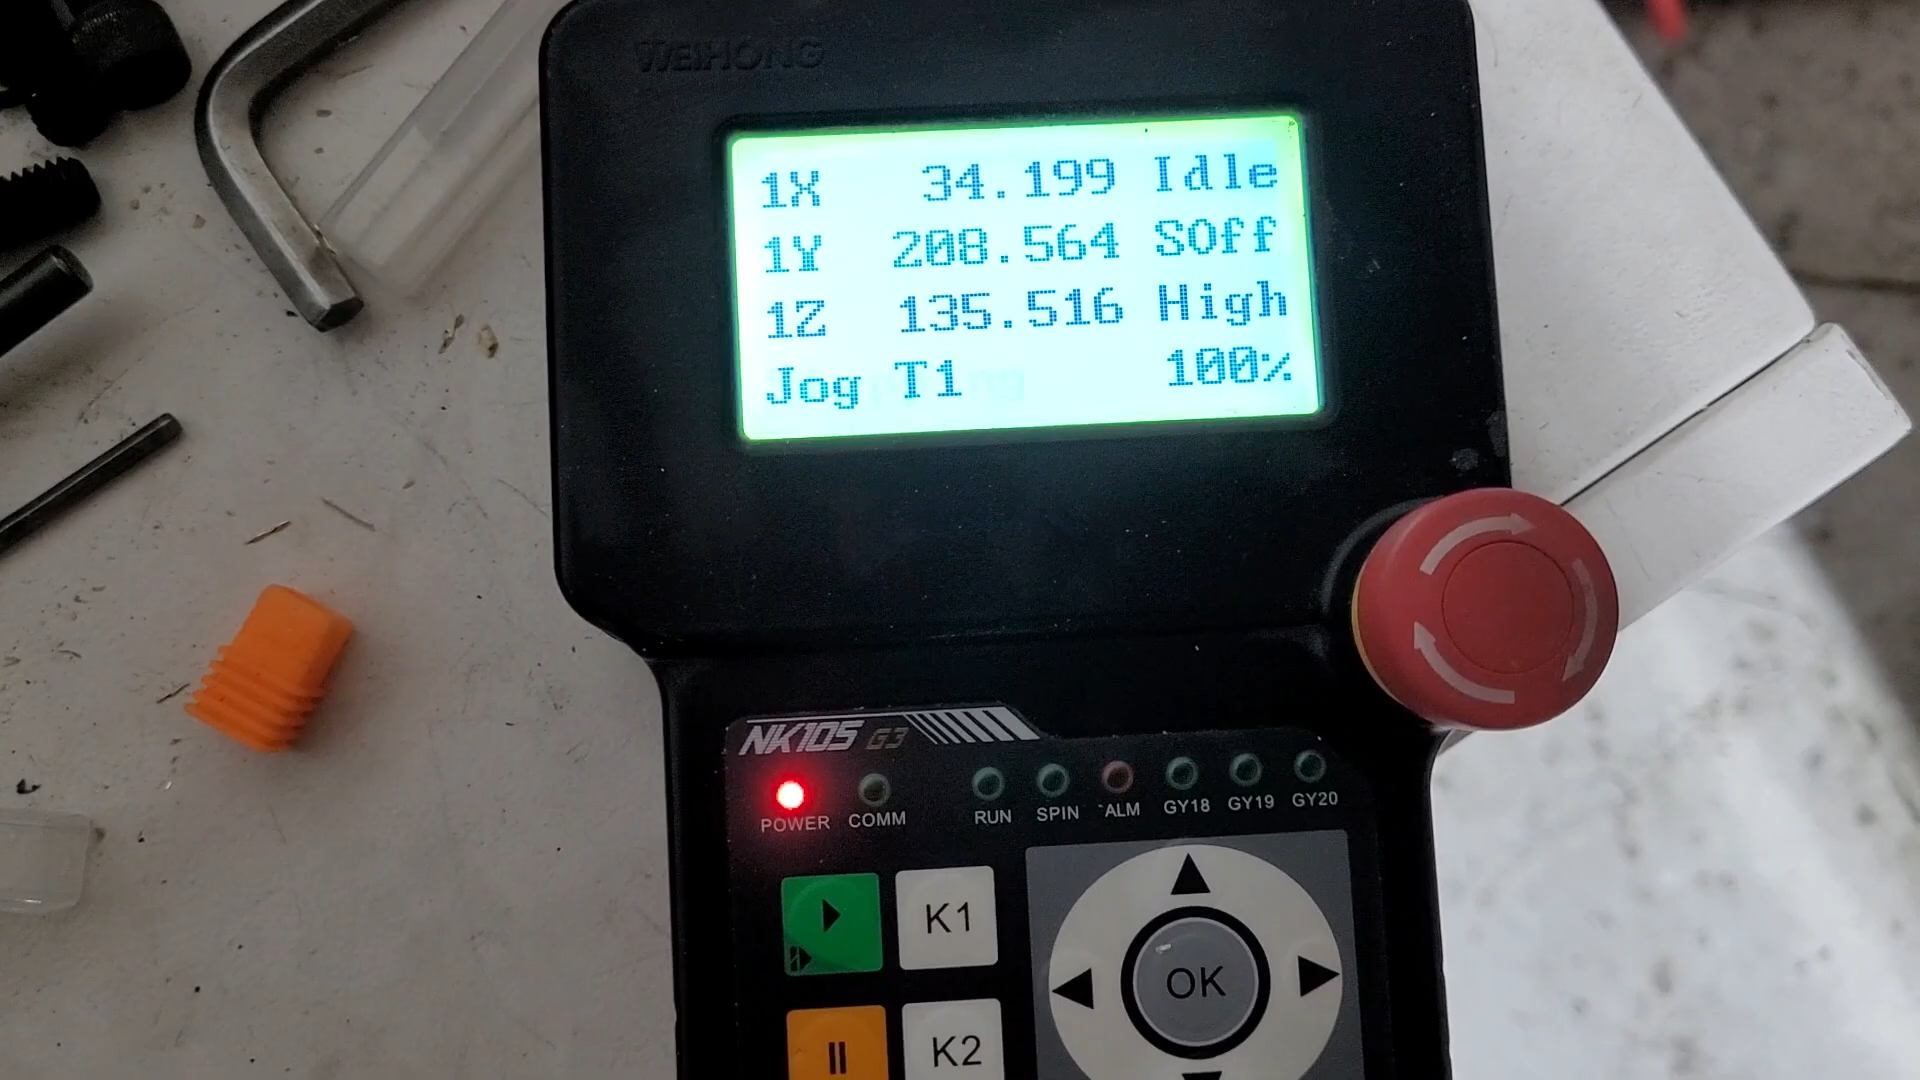 WEIHONG
1X 34.199 Idle
1Y 208.564 SOff
1Z 135.516 High
Jog T1 100%
NK105 G3
POWER COMM RUN SPIN ALM GY18 GY19 GY20
K1
OK
K2